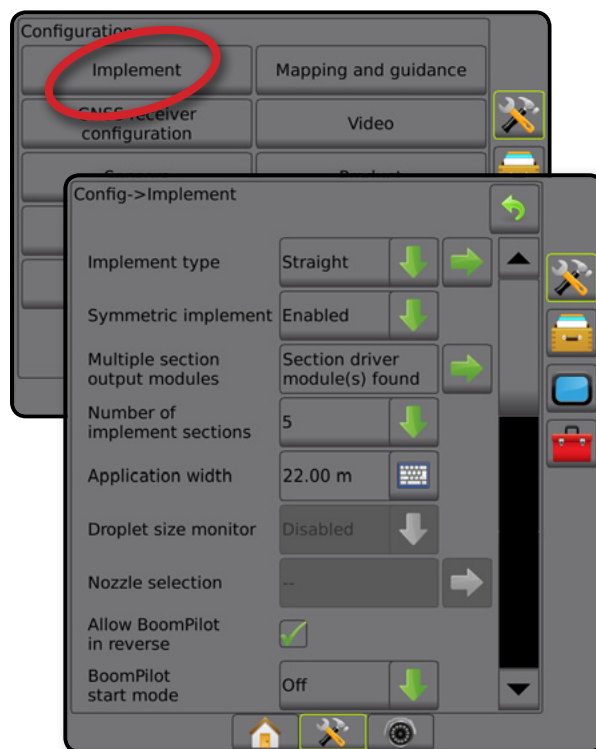 Configuration
Implement
Mapping and guidance
GNSS receiver
configuration
Video
Config->Implement
Implement type
Straight
Symmetric implement
Enabled
Multiple section
output modules
Section driver
module(s) found
Number of
implement sections
5
Application width
22.00 m
Droplet size monitor
Disabled
Nozzle selection
--
Allow BoomPilot
in reverse
BoomPilot
start mode
Off